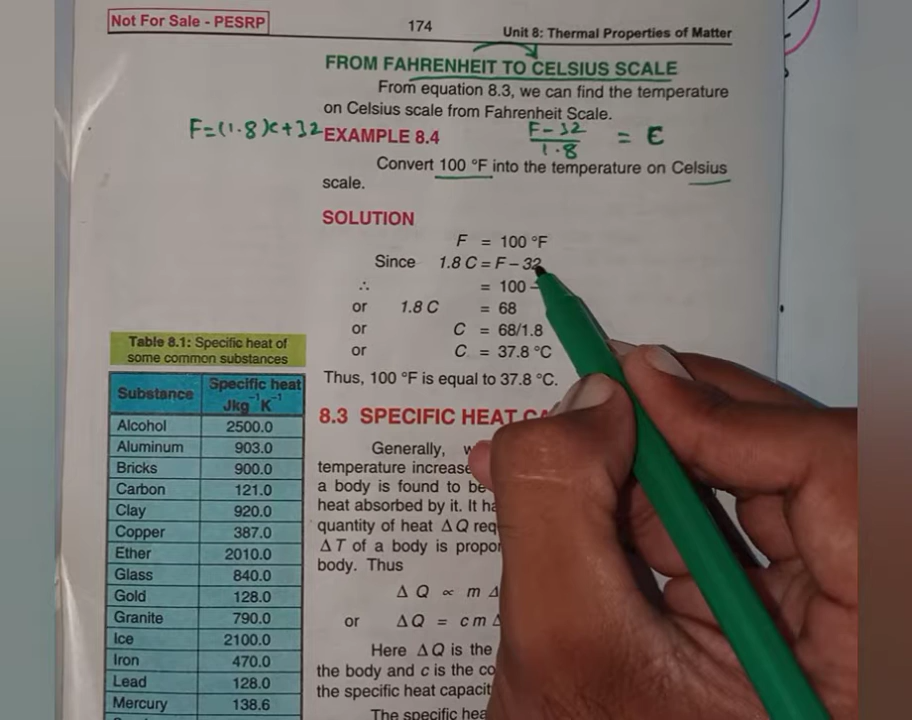 Not For Sale - PESRP
174
Unit 8: Thermal Properties of Matter
FROM FAHRENHEIT TO CELSIUS SCALE
From equation 8.3, we can find the temperature
on Celsius scale from Fahrenheit Scale.
F=(1.8)C+32
EXAMPLE 8.4
F-32
1.8
= C
Convert 100 °F into the temperature on Celsius
scale.
SOLUTION
F = 100 °F
Since 1.8 C = F – 32
∴ = 100 –
or 1.8 C = 68
or C = 68/1.8
or C = 37.8 °C
Thus, 100 °F is equal to 37.8 °C.
8.3 SPECIFIC HEAT
Generally,
temperature increase
a body is found to be
heat absorbed by it. It
quantity of heat ΔQ
ΔT of a body is
body. Thus
ΔQ ∝ m
or ΔQ = c m
Here ΔQ is the
the body and c is the
the specific heat
The specific
Table 8.1: Specific heat of
some common substances
Substance Specific heat
Jkg⁻¹K⁻¹
Alcohol 2500.0
Aluminum 903.0
Bricks 900.0
Carbon 121.0
Clay 920.0
Copper 387.0
Ether 2010.0
Glass 840.0
Gold 128.0
Granite 790.0
Ice 2100.0
Iron 470.0
Lead 128.0
Mercury 138.6